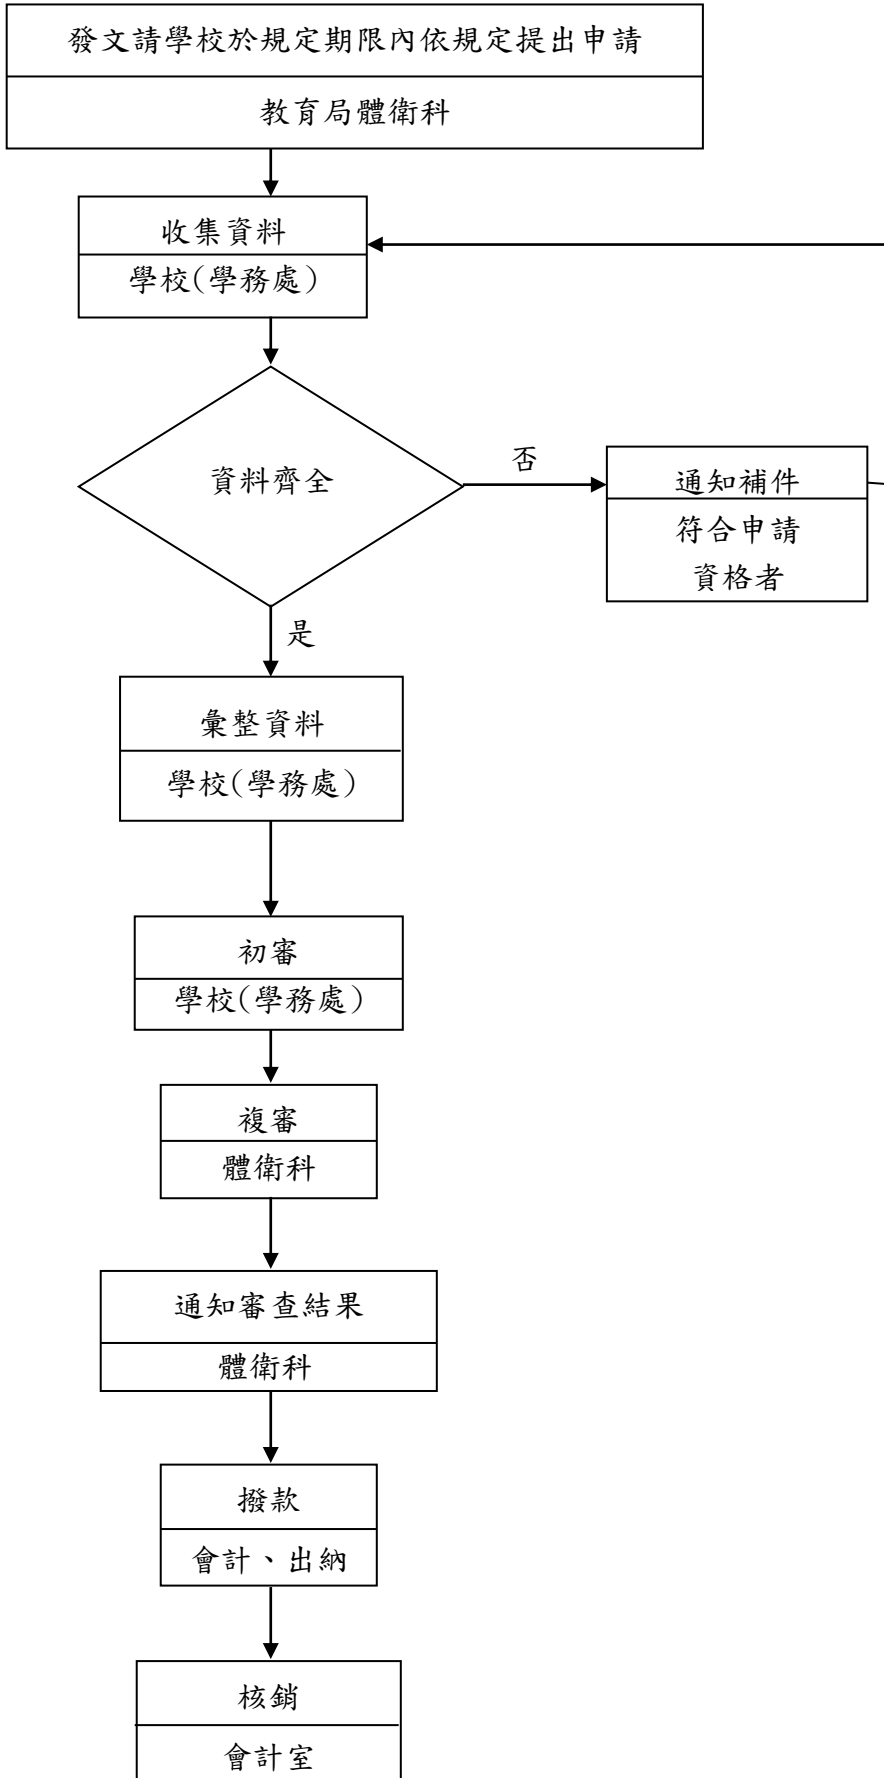 發文請學校於規定期限內依規定提出申請
教育局體衛科
收集資料
學校(學務處)
資料齊全
否
通知補件
符合申請
資格者
是
彙整資料
學校(學務處)
初審
學校(學務處)
複審
體衛科
通知審查結果
體衛科
撥款
會計、出納
核銷
會計室